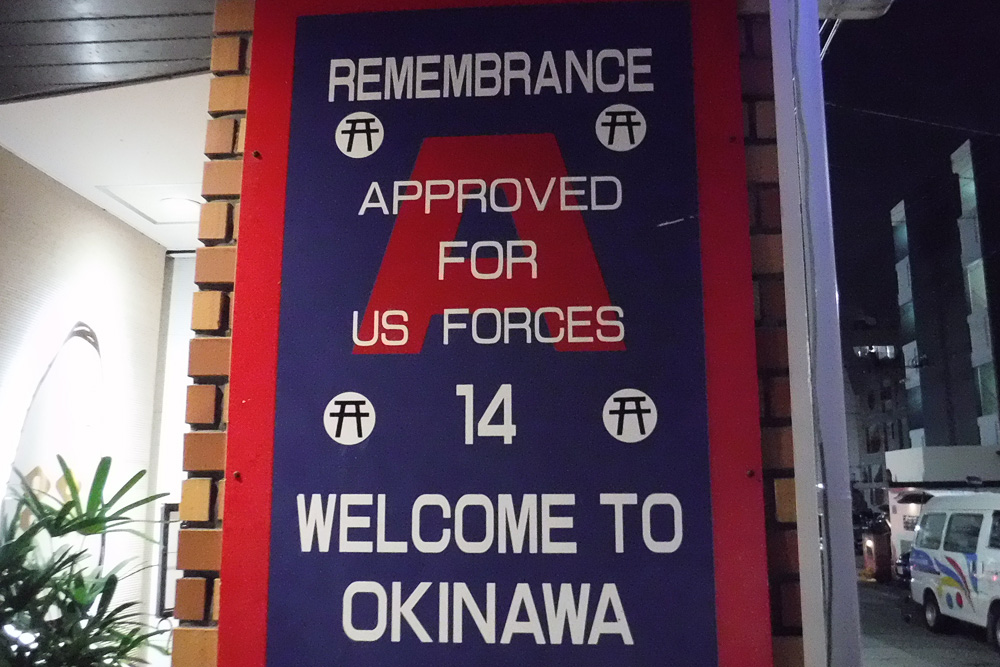 REMEMBRANCE
A
APPROVED
FOR
US FORCES
14
WELCOME TO
OKINAWA